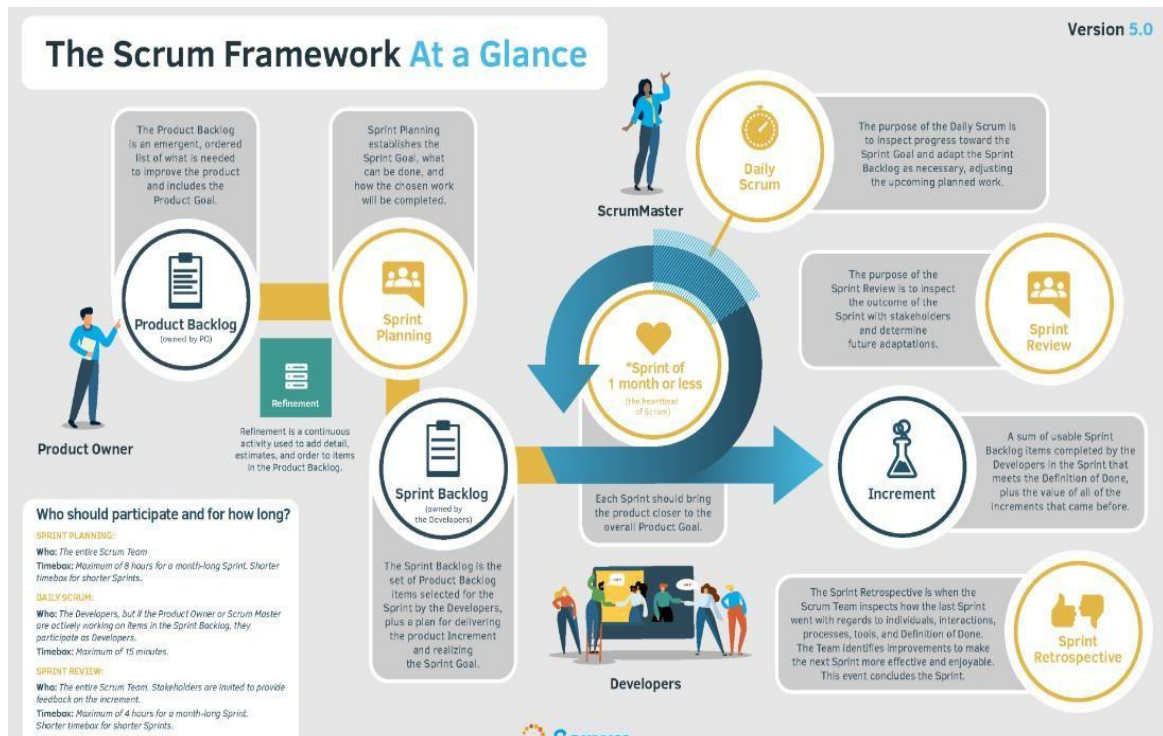 The Scrum Framework At a Glance
Version 5.0
The Product Backlog
is an emergent, ordered
list of what is needed
to improve the product
and includes the
Product Goal.
Product Backlog
(owned by PO)
Product Owner
Sprint Planning
establishes the
Sprint Goal, what
can be done, and
how the chosen work
will be completed.
Sprint
Planning
Refinement
Refinement is a continuous
activity used to add detail,
estimates, and order to items
in the Product Backlog.
Sprint Backlog
(owned by
the Developers)
The Sprint Backlog is the
set of Product Backlog
items selected for the
Sprint by the Developers,
plus a plan for delivering
the product Increment
and realizing
the Sprint Goal.
ScrumMaster
Daily
Scrum
The purpose of the Daily Scrum is
to inspect progress toward the
Sprint Goal and adapt the Sprint
Backlog as necessary, adjusting
the upcoming planned work.
*Sprint of
1 month or less
(the heartbeat
of Scrum)
Each Sprint should bring
the product closer to the
overall Product Goal.
Developers
The purpose of the
Sprint Review is to inspect
the outcome of the
Sprint with stakeholders
and determine
future adaptations.
Sprint
Review
Increment
A sum of usable Sprint
Backlog items completed by the
Developers in the Sprint that
meets the Definition of Done,
plus the value of all of the
increments that came before.
The Sprint Retrospective is when the
Scrum Team inspects how the last Sprint
went with regards to individuals, interactions,
processes, tools, and Definition of Done.
The Team identifies improvements to make
the next Sprint more effective and enjoyable.
This event concludes the Sprint.
Sprint
Retrospective
Who should participate and for how long?
SPRINT PLANNING:
Who: The entire Scrum Team
Timebox: Maximum of 8 hours for a month-long Sprint. Shorter
timebox for shorter Sprints.
DAILY SCRUM:
Who: The Developers, but if the Product Owner or Scrum Master
are actively working on items in the Sprint Backlog, they
participate as Developers.
Timebox: Maximum of 15 minutes.
SPRINT REVIEW:
Who: The entire Scrum Team. Stakeholders are invited to provide
feedback on the increment.
Timebox: Maximum of 4 hours for a month-long Sprint.
Shorter timebox for shorter Sprints.